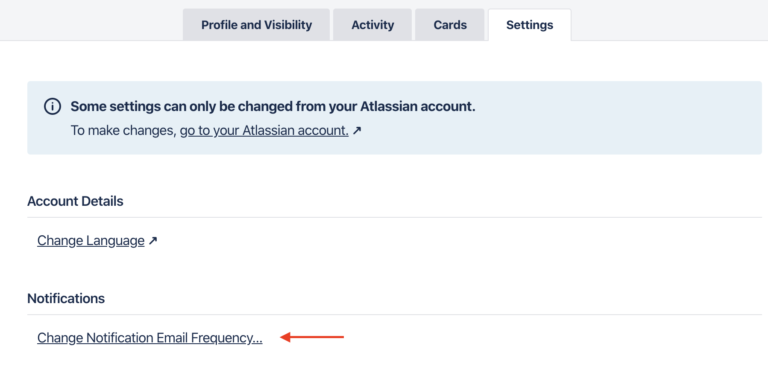 Profile and Visibility Activity Cards Settings
Some settings can only be changed from your Atlassian account.
To make changes, go to your Atlassian account. ↗
Account Details
Change Language ↗
Notifications
Change Notification Email Frequency...